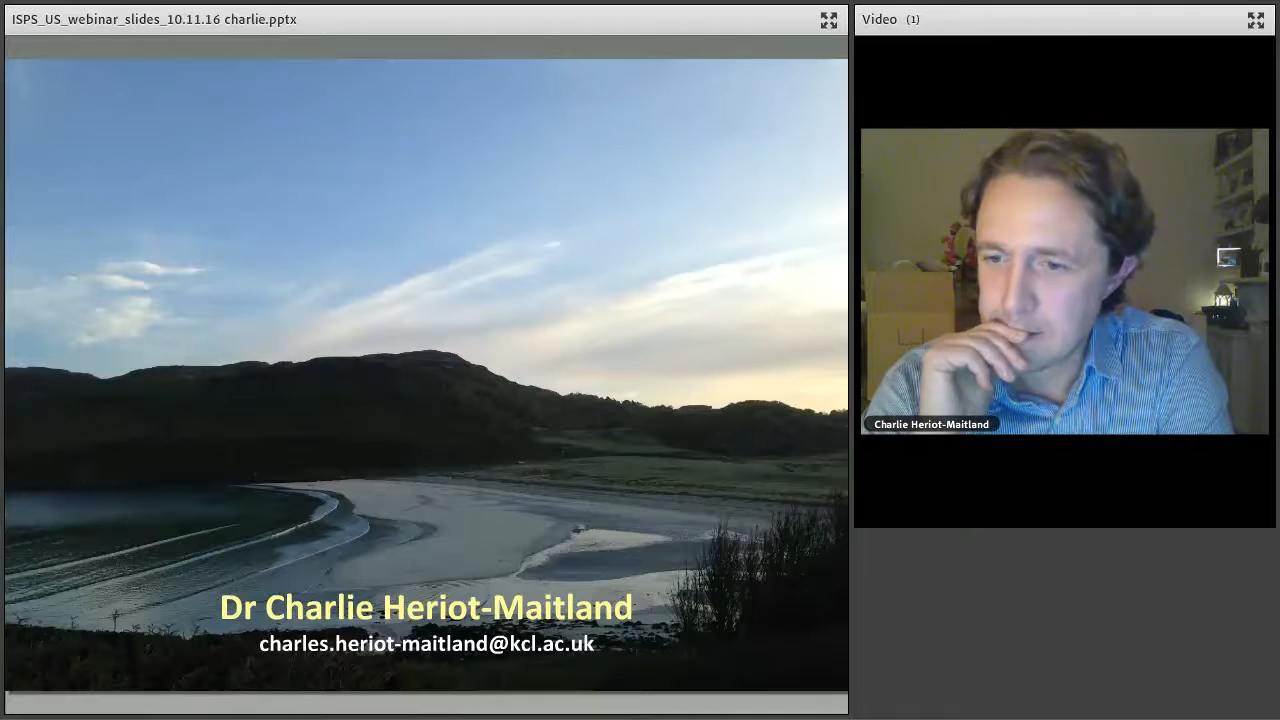 ISPS_US_webinar_slides_10.11.16 charlie.pptx
Video (1)
Charlie Heriot-Maitland
Dr Charlie Heriot-Maitland
charles.heriot-maitland@kcl.ac.uk